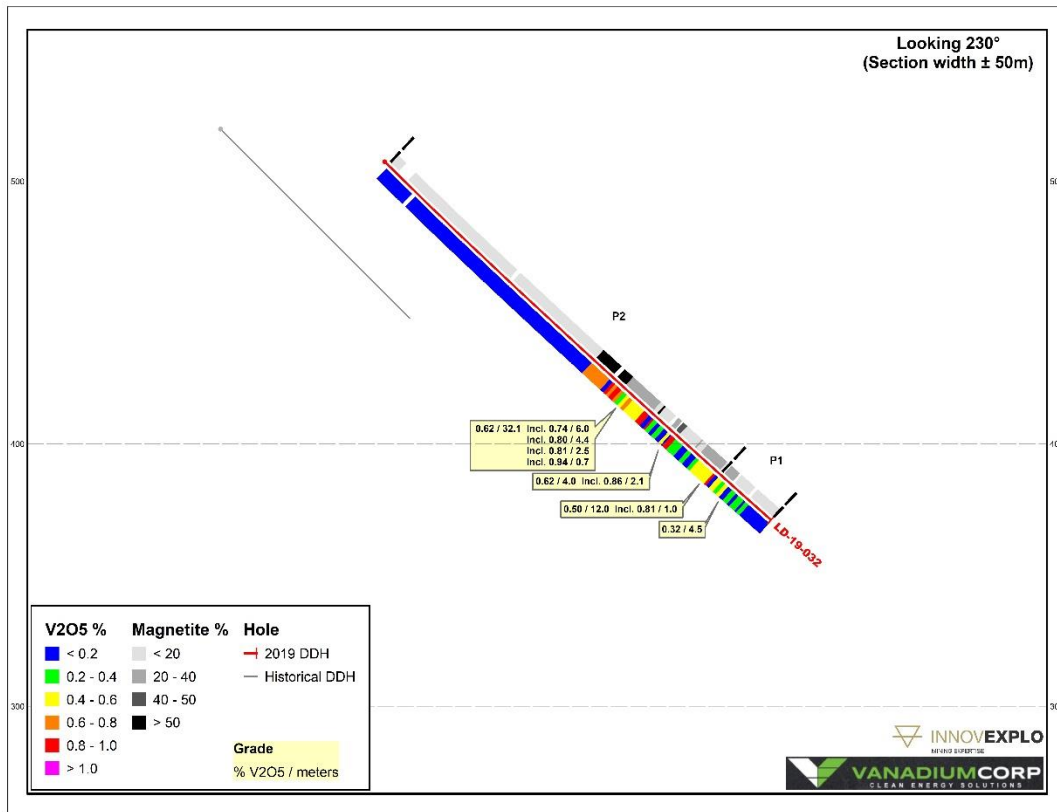 Looking 230°
(Section width ± 50m)
500
50
P2
400
40
0.62 / 32.1 Incl. 0.74 / 6.0
Incl. 0.80 / 4.4
Incl. 0.81 / 2.5
Incl. 0.94 / 0.7
P1
0.62 / 4.0 Incl. 0.86 / 2.1
0.50 / 12.0 Incl. 0.81 / 1.0
0.32 / 4.5
LD-19-032
V2O5 %
< 0.2
0.2 - 0.4
0.4 - 0.6
0.6 - 0.8
0.8 - 1.0
> 1.0
Magnetite %
< 20
20 - 40
40 - 50
> 50
Hole
2019 DDH
Historical DDH
Grade
% V2O5 / meters
300
30
INNOVEXPLO
MINING EXPERTISE
VANADIUMCORP
CLEAN ENERGY SOLUTIONS